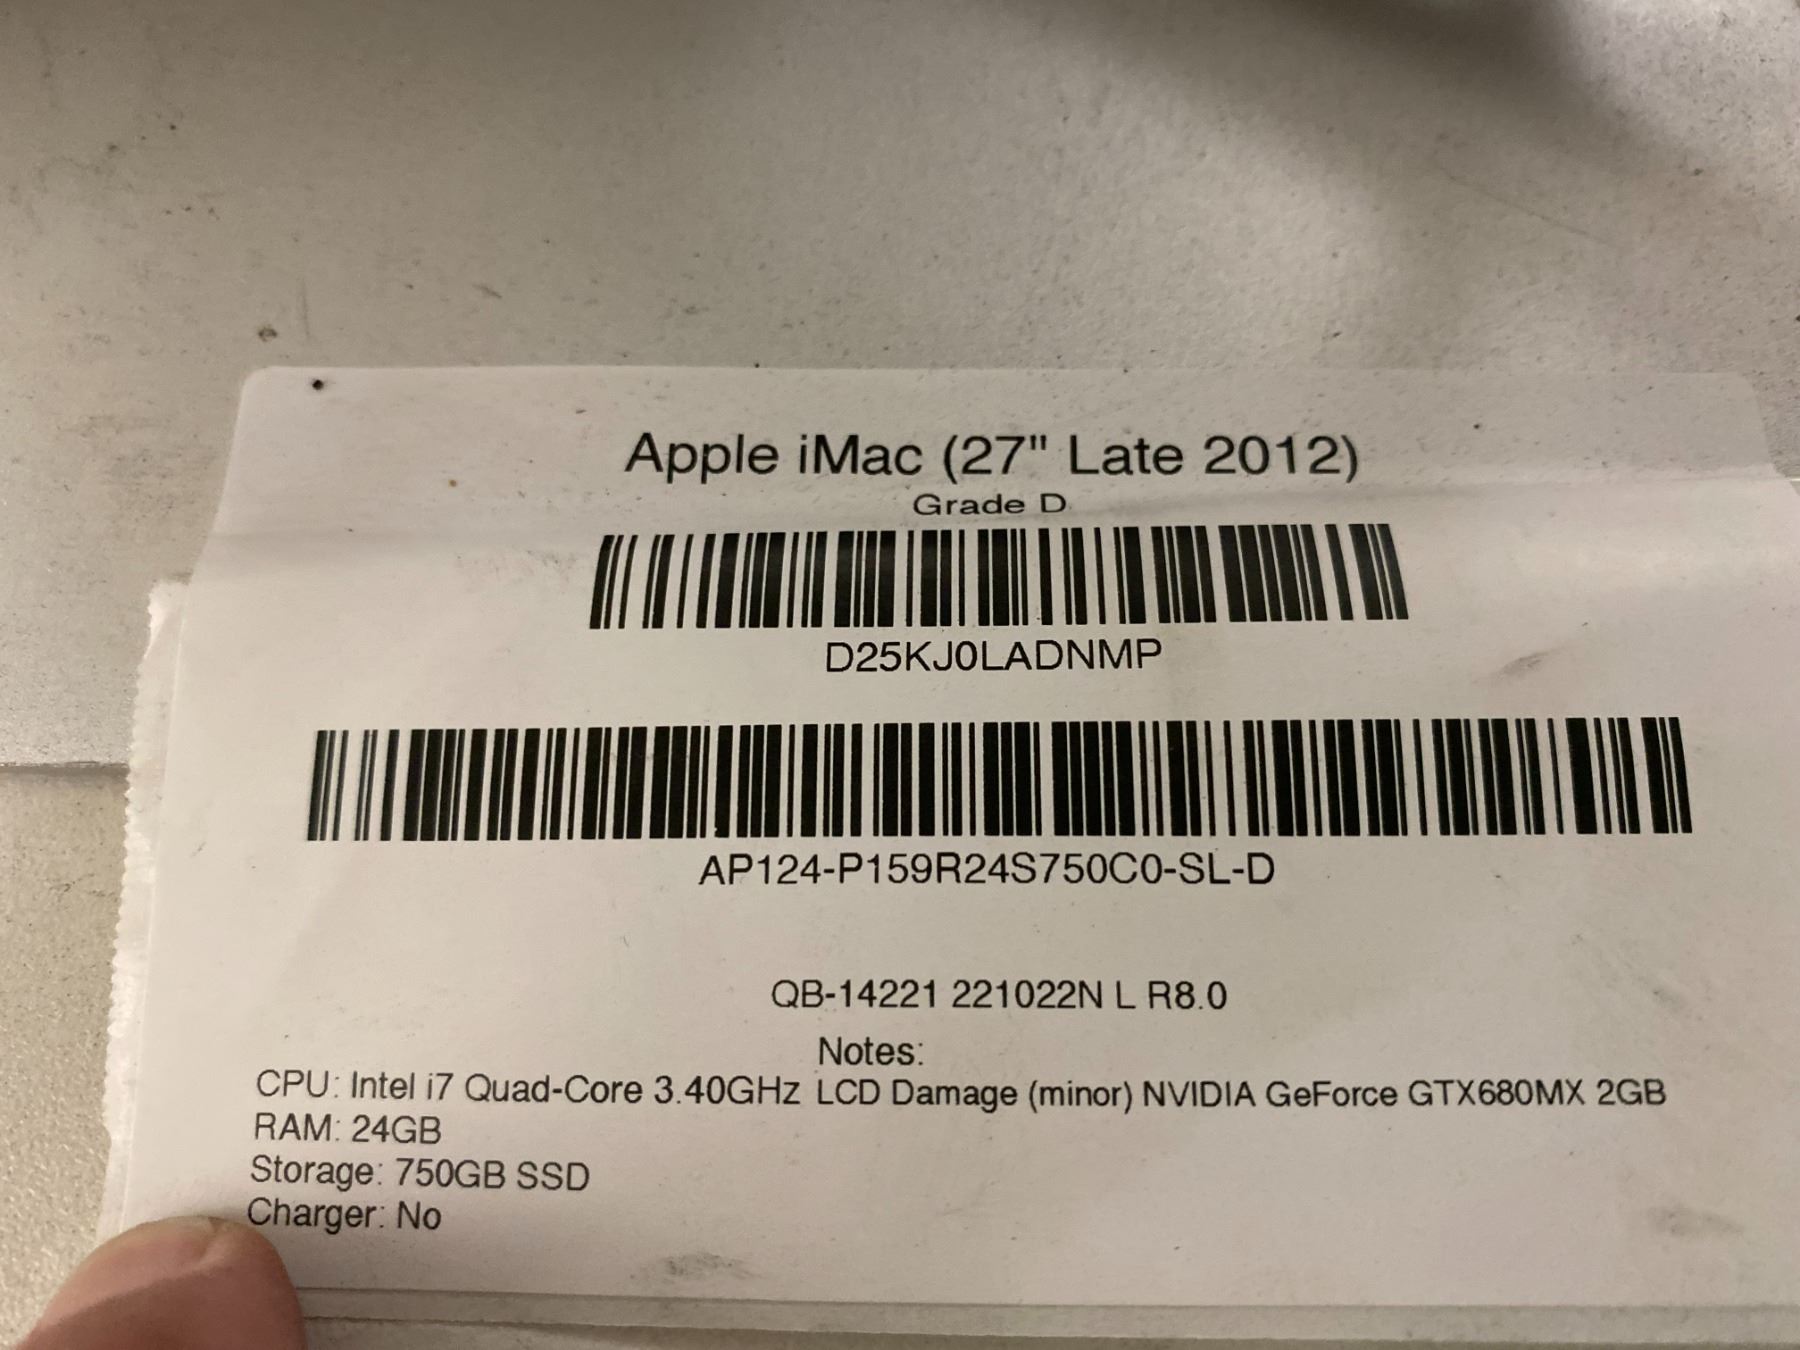 Apple iMac (27" Late 2012)
Grade D
D25KJ0LADNMP
AP124-P159R24S750C0-SL-D
QB-14221 221022N L R8.0
Notes:
CPU: Intel i7 Quad-Core 3.40GHz LCD Damage (minor) NVIDIA GeForce GTX680MX 2GB
RAM: 24GB
Storage: 750GB SSD
Charger: No